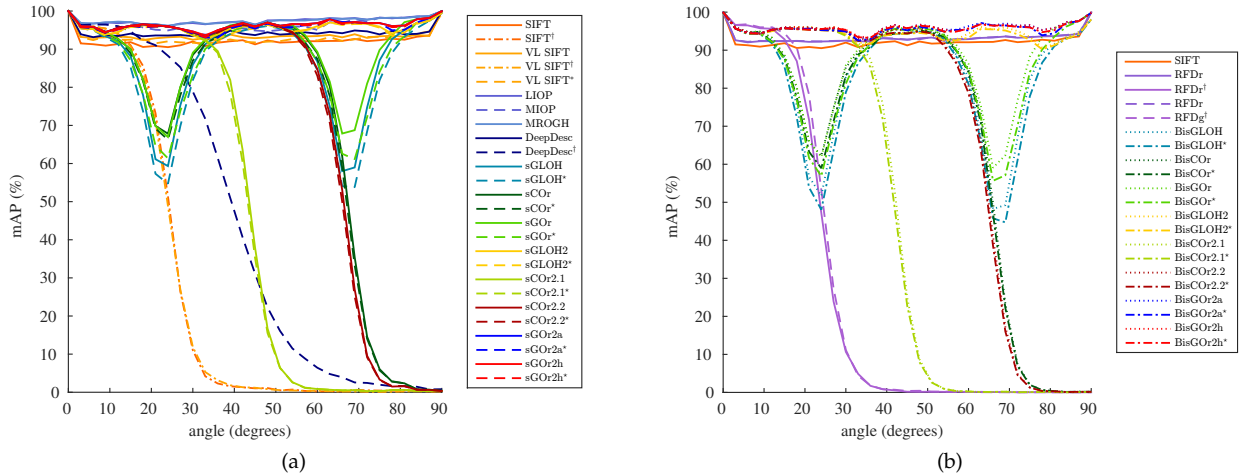 mAP (%)
100
90
80
70
60
50
40
30
20
10
0
0 10 20 30 40 50 60 70 80 90
angle (degrees)
SIFT
SIFT†
VL SIFT
VL SIFT†
VL SIFT*
LIOP
MIOP
MROGH
DeepDesc
DeepDesc†
sGLOH
sGLOH*
sCOr
sCOr*
sGOr
sGOr*
sGLOH2
sGLOH2*
sCOr2.1
sCOr2.1*
sCOr2.2
sCOr2.2*
sGOr2a
sGOr2a*
sGOr2h
sGOr2h*
(a)
mAP (%)
100
90
80
70
60
50
40
30
20
10
0
0 10 20 30 40 50 60 70 80 90
angle (degrees)
SIFT
RFDr
RFDr†
RFDr
RFDg†
BisGLOH
BisGLOH*
BisCOr
BisCOr*
BisGOr
BisGOr*
BisGLOH2
BisGLOH2*
BisCOr2.1
BisCOr2.1*
BisCOr2.2
BisCOr2.2*
BisGOr2a
BisGOr2a*
BisGOr2h
BisGOr2h*
(b)